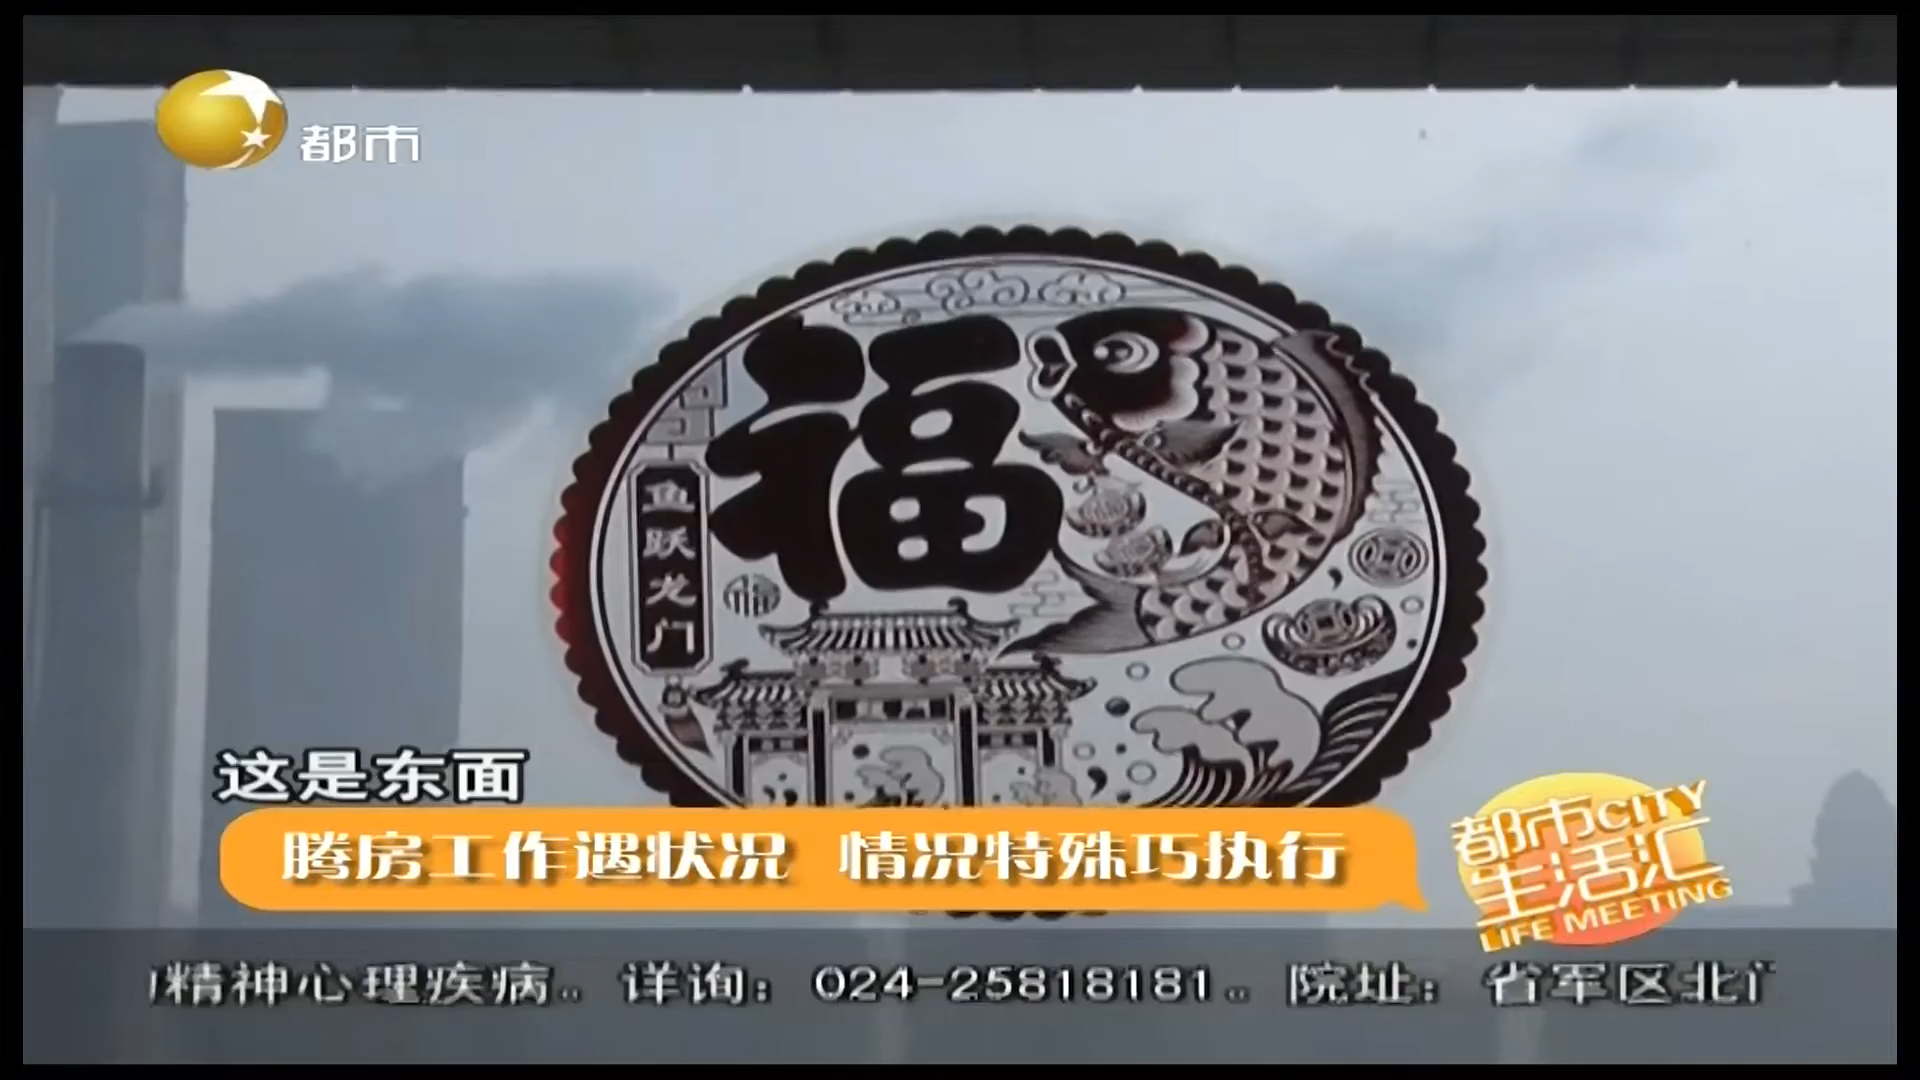 都市
福
鱼跃龙门
福
这是东面
腾房工作遇状况 情况特殊巧执行
都市CITY
生活汇
LIFE MEETING
精神心理疾病.. 详询：024-25818181.. 院址：省军区北门